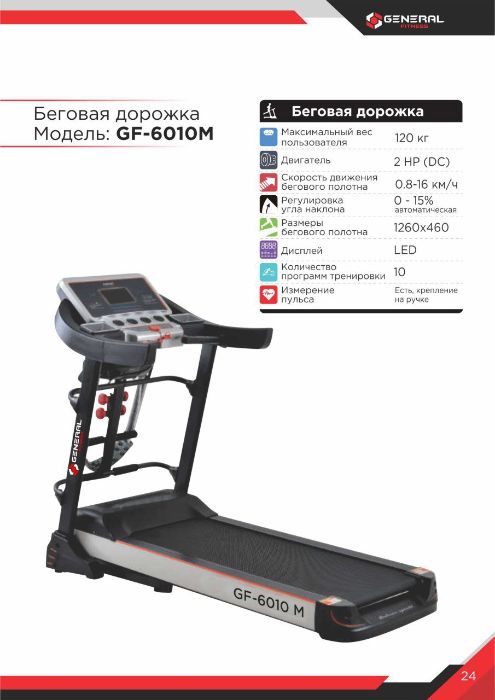 GENERAL
FITNESS
Беговая дорожка
Модель: GF-6010M
Беговая дорожка
Максимальный вес
пользователя
120 кг
Двигатель
2 HP (DC)
Скорость движения
бегового полотна
0.8-16 км/ч
Регулировка
угла наклона
0 - 15%
автоматическая
Размеры
бегового полотна
1260x460
Дисплей
LED
Количество
программ тренировки
10
Измерение
пульса
Есть, крепление
на ручке
GENERAL
GF-6010 M
24